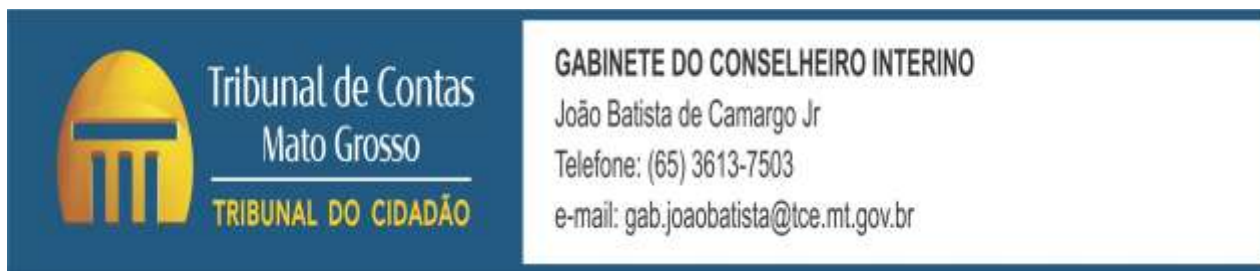 Tribunal de Contas
Mato Grosso
TRIBUNAL DO CIDADÃO
GABINETE DO CONSELHEIRO INTERINO
João Batista de Camargo Jr
Telefone: (65) 3613-7503
e-mail: gab.joaobatista@tce.mt.gov.br